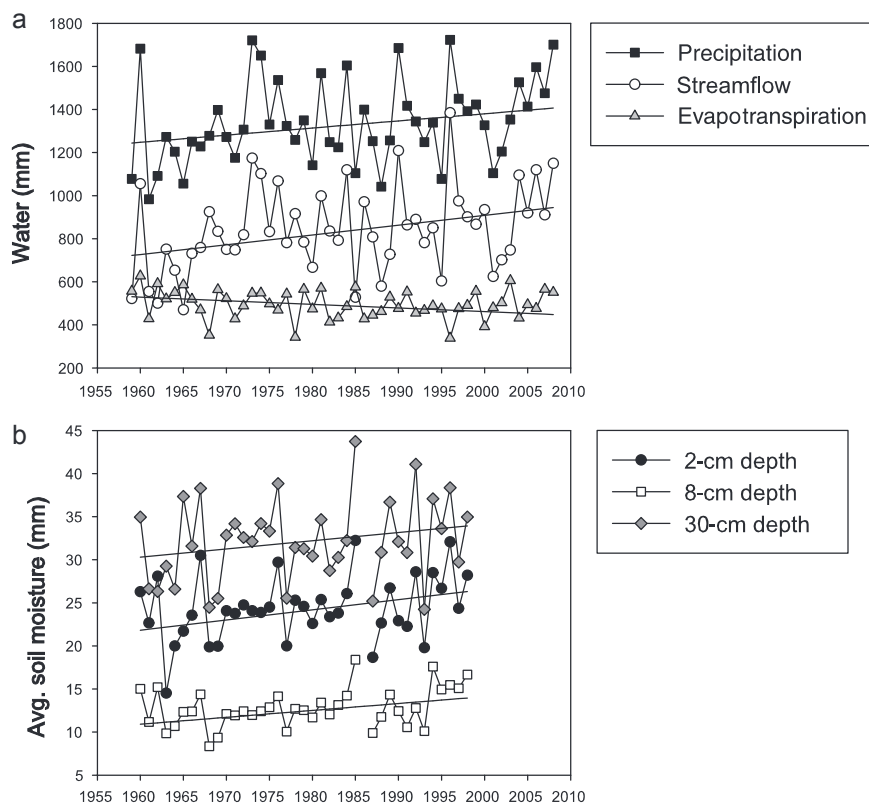 a
1800
1600
1400
1200
1000
800
600
400
200
Water (mm)
1955 1960 1965 1970 1975 1980 1985 1990 1995 2000 2005 2010
Precipitation
Streamflow
Evapotranspiration
b
45
40
35
30
25
20
15
10
5
Avg. soil moisture (mm)
1955 1960 1965 1970 1975 1980 1985 1990 1995 2000 2005 2010
2-cm depth
8-cm depth
30-cm depth